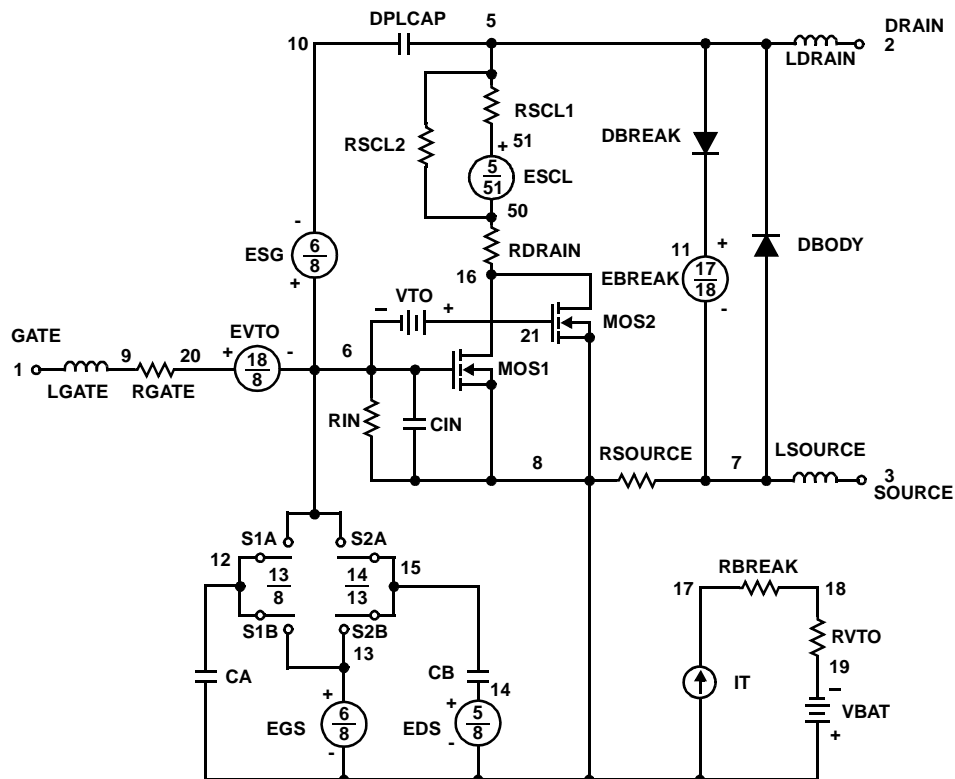 DPLCAP
5
DRAIN
10
2
LDRAIN
RSCL1
RSCL2
+ 51
DBREAK
5
51
ESCL
50
-
ESG
6
8
+
RDRAIN
DBODY
16
11
+
EBREAK
17
18
-
- VTO +
MOS2
21
GATE
EVTO
9
20
+
18
8
-
6
1
LGATE
RGATE
MOS1
RIN
CIN
LSOURCE
8
RSOURCE
7
3
SOURCE
S1A
S2A
12
13
8
14
13
15
S1B
S2B
13
RBREAK
17
18
RVTO
19
CA
CB
14
IT
-
VBAT
+
+
EGS
6
8
-
+
EDS
5
8
-